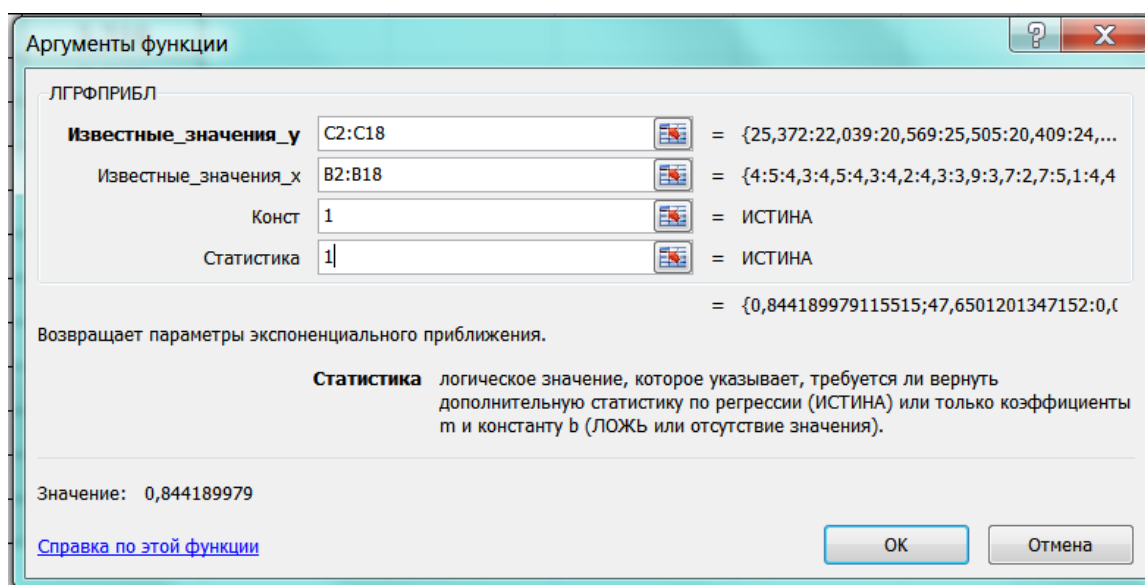 Аргументы функции
ЛГРФПРИБЛ
Известные_значения_y C2:C18 = {25,372:22,039:20,569:25,505:20,409:24,...
Известные_значения_x B2:B18 = {4:5:4,3:4,5:4,3:4,2:4,3:3,9:3,7:2,7:5,1:4,4
Конст 1 = ИСТИНА
Статистика 1 = ИСТИНА
= {0,844189979115515;47,6501201347152:0,0
Возвращает параметры экспоненциального приближения.
Статистика логическое значение, которое указывает, требуется ли вернуть
дополнительную статистику по регрессии (ИСТИНА) или только коэффициенты
m и константу b (ЛОЖЬ или отсутствие значения).
Значение: 0,844189979
Справка по этой функции
ОК Отмена